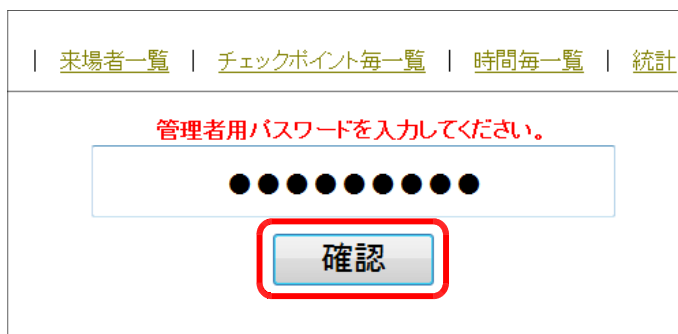 | 来場者一覧 | チェックポイント毎一覧 | 時間毎一覧 | 統計
管理者用パスワードを入力してください。
●●●●●●●●●
確認